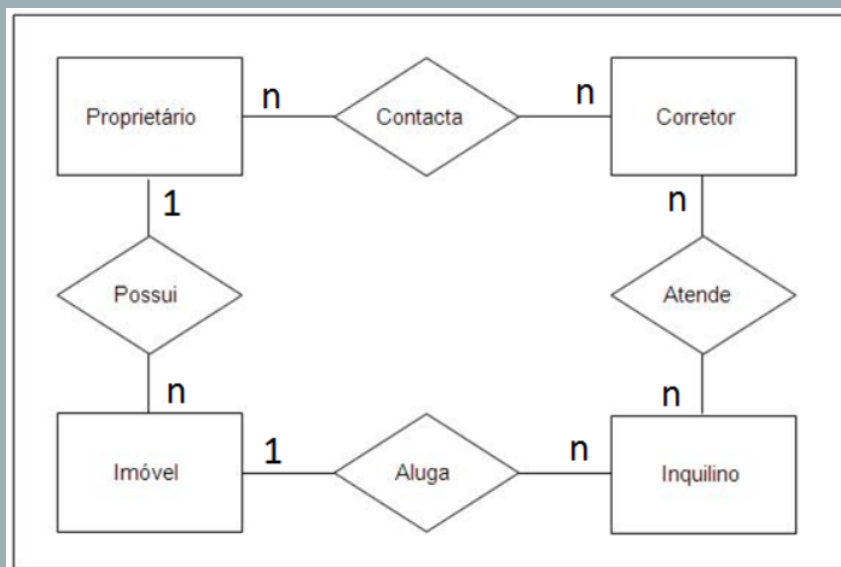 Proprietário
n
Contacta
n
Corretor
1
n
Possui
Atende
n
n
Imóvel
1
Aluga
n
Inquilino